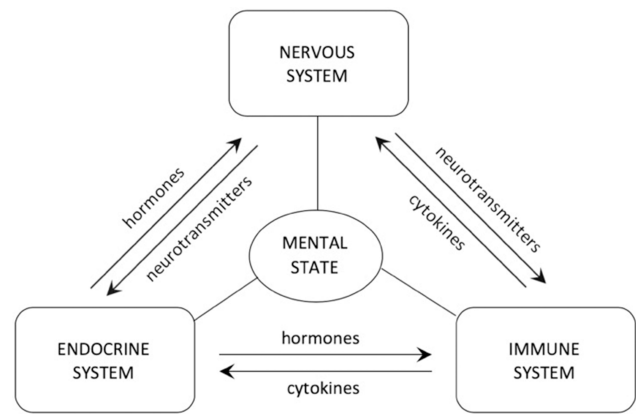 NERVOUS
SYSTEM
hormones
neurotransmitters
neurotransmitters
cytokines
MENTAL
STATE
ENDOCRINE
SYSTEM
hormones
cytokines
IMMUNE
SYSTEM